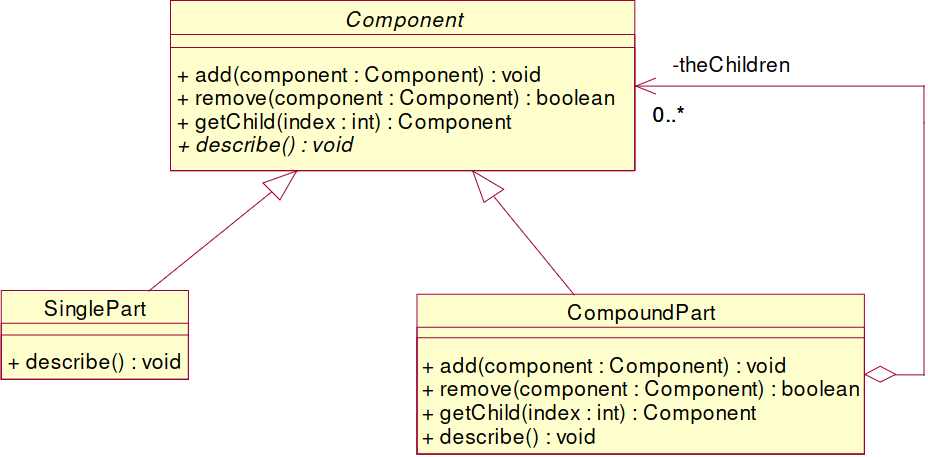 Component
+ add(component : Component) : void
+ remove(component : Component) : boolean
+ getChild(index : int) : Component
+ describe() : void
-theChildren
0..*
SinglePart
+ describe() : void
CompoundPart
+ add(component : Component) : void
+ remove(component : Component) : boolean
+ getChild(index : int) : Component
+ describe() : void